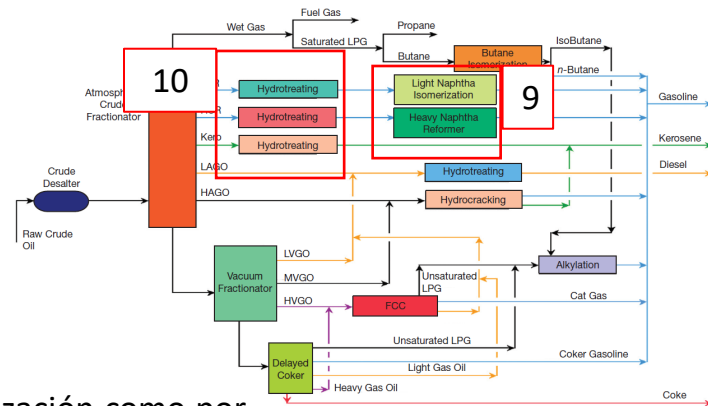 Fuel Gas
Wet Gas
Propane
Saturated LPG
Butane
IsoButane
Butane
Isomerization
n-Butane
10
9
Hydrotreating
Light Naphtha
Isomerization
Gasoline
Crude
Fractionator
Hydrotreating
Heavy Naphtha
Reformer
Kero
Hydrotreating
Kerosene
LAGO
Hydrotreating
Diesel
Crude
Desalter
HAGO
Hydrocracking
Raw Crude
Oil
LVGO
Vacuum
Fractionator
MVGO
HVGO
Unsaturated
LPG
Alkylation
FCC
Cat Gas
Unsaturated LPG
Delayed
Coker
Coker Gasoline
Light Gas Oil
Heavy Gas Oil
Coke